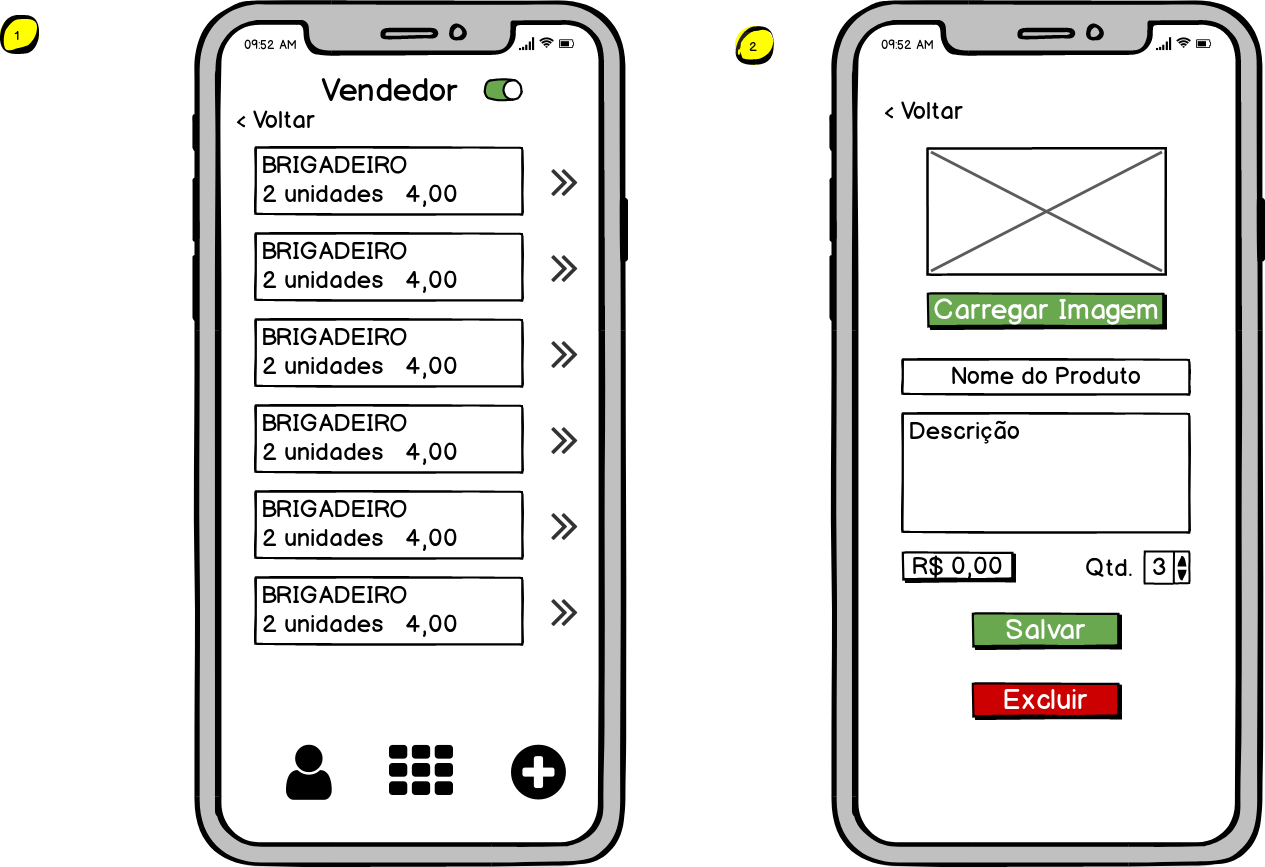 1
09:52 AM
Vendedor
< Voltar
BRIGADEIRO
2 unidades 4,00
BRIGADEIRO
2 unidades 4,00
BRIGADEIRO
2 unidades 4,00
BRIGADEIRO
2 unidades 4,00
BRIGADEIRO
2 unidades 4,00
BRIGADEIRO
2 unidades 4,00
2
09:52 AM
< Voltar
Carregar Imagem
Nome do Produto
Descrição
R$ 0,00 Qtd. 3
Salvar
Excluir